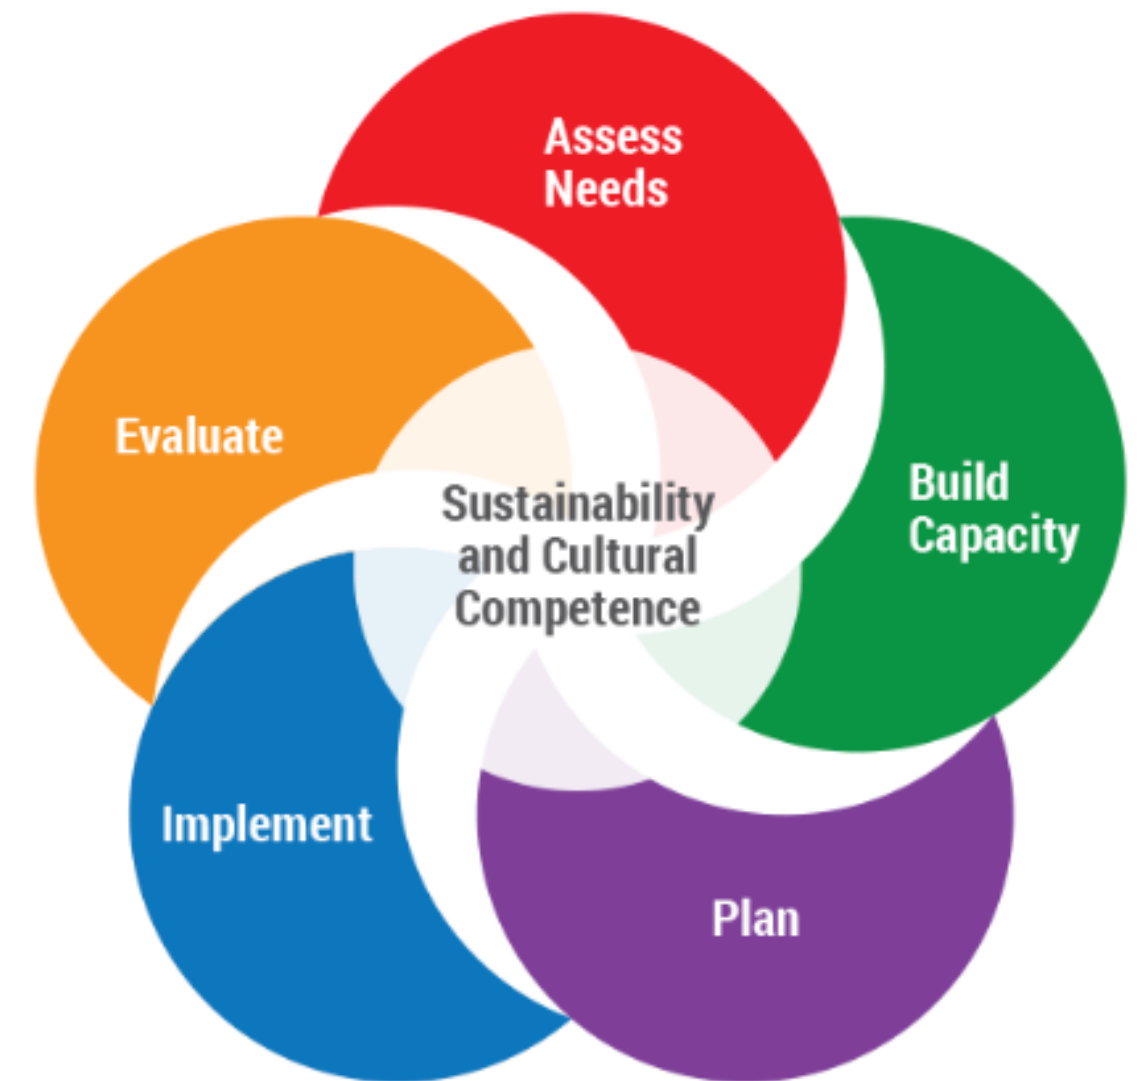 Assess
Needs
Build
Capacity
Plan
Implement
Evaluate
Sustainability
and Cultural
Competence